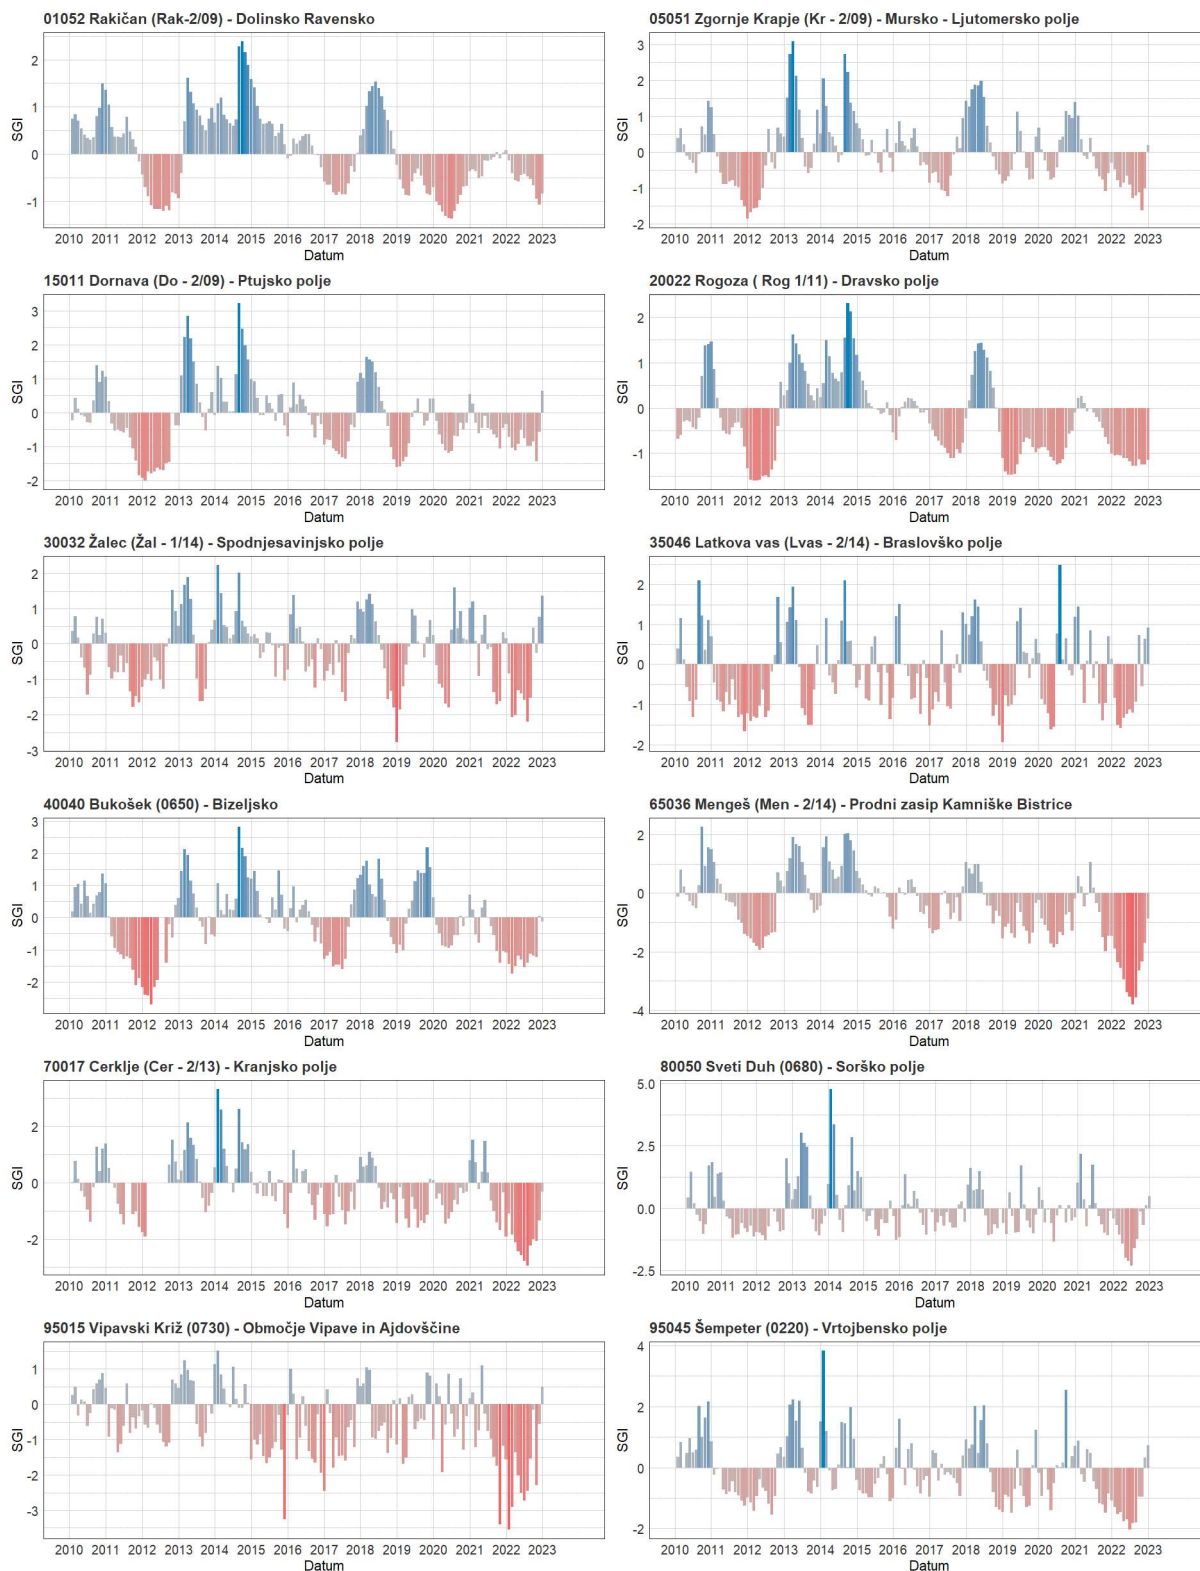 01052 Rakičan (Rak-2/09) - Dolinsko Ravensko
2
1
0
-1
SGI
2010 2011 2012 2013 2014 2015 2016 2017 2018 2019 2020 2021 2022 2023
Datum
05051 Zgornje Krapje (Kr - 2/09) - Mursko - Ljutomersko polje
3
2
1
0
-1
-2
SGI
2010 2011 2012 2013 2014 2015 2016 2017 2018 2019 2020 2021 2022 2023
Datum
15011 Dornava (Do - 2/09) - Ptujsko polje
3
2
1
0
-1
-2
SGI
2010 2011 2012 2013 2014 2015 2016 2017 2018 2019 2020 2021 2022 2023
Datum
20022 Rogoza ( Rog 1/11) - Dravsko polje
2
1
0
-1
SGI
2010 2011 2012 2013 2014 2015 2016 2017 2018 2019 2020 2021 2022 2023
Datum
30032 Žalec (Žal - 1/14) - Spodnjesavinjsko polje
2
1
0
-1
-2
-3
SGI
2010 2011 2012 2013 2014 2015 2016 2017 2018 2019 2020 2021 2022 2023
Datum
35046 Latkova vas (Lvas - 2/14) - Braslovško polje
2
1
0
-1
-2
SGI
2010 2011 2012 2013 2014 2015 2016 2017 2018 2019 2020 2021 2022 2023
Datum
40040 Bukošek (0650) - Bizeljsko
3
2
1
0
-1
-2
SGI
2010 2011 2012 2013 2014 2015 2016 2017 2018 2019 2020 2021 2022 2023
Datum
65036 Mengeš (Men - 2/14) - Prodni zasip Kamniške Bistrice
2
0
-2
-4
SGI
2010 2011 2012 2013 2014 2015 2016 2017 2018 2019 2020 2021 2022 2023
Datum
70017 Cerklje (Cer - 2/13) - Kranjsko polje
2
0
-2
SGI
2010 2011 2012 2013 2014 2015 2016 2017 2018 2019 2020 2021 2022 2023
Datum
80050 Sveti Duh (0680) - Sorško polje
5.0
2.5
0.0
-2.5
SGI
2010 2011 2012 2013 2014 2015 2016 2017 2018 2019 2020 2021 2022 2023
Datum
95015 Vipavski Križ (0730) - Območje Vipave in Ajdovščine
1
0
-1
-2
-3
SGI
2010 2011 2012 2013 2014 2015 2016 2017 2018 2019 2020 2021 2022 2023
Datum
95045 Šempeter (0220) - Vrtojbensko polje
4
2
0
-2
SGI
2010 2011 2012 2013 2014 2015 2016 2017 2018 2019 2020 2021 2022 2023
Datum